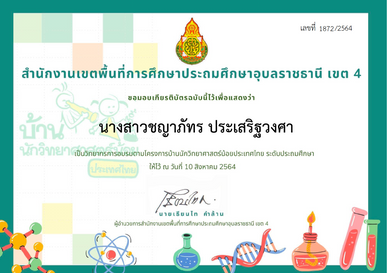 เลขที่ 1872/2564
สำนักงานเขตพื้นที่การศึกษาประถมศึกษาอุบลราชธานี เขต 4
ขอมอบเกียรติบัตรฉบับนี้ไว้เพื่อแสดงว่า
นางสาวชญาภัทร ประเสริฐวงศา
เป็นวิทยากรการอบรมตามโครงการบ้านนักวิทยาศาสตร์น้อยประเทศไทย ระดับประถมศึกษา
ให้ไว้ ณ วันที่ 10 สิงหาคม 2564
บ้าน
นักวิทยาศาสตร์น้อย
ประเทศไทย
นายเธียนไท คำล้าน
ผู้อำนวยการสำนักงานเขตพื้นที่การศึกษาประถมศึกษาอุบลราชธานี เขต 4